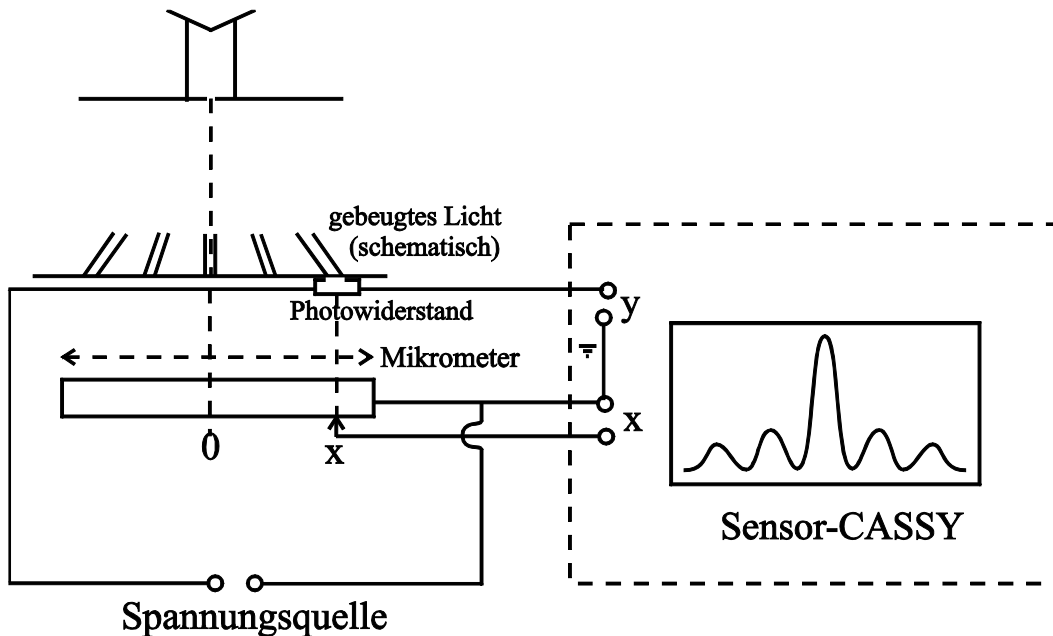 gebeugtes Licht
(schematisch)
Photowiderstand
y
Mikrometer
x
0
x
Sensor-CASSY
Spannungsquelle